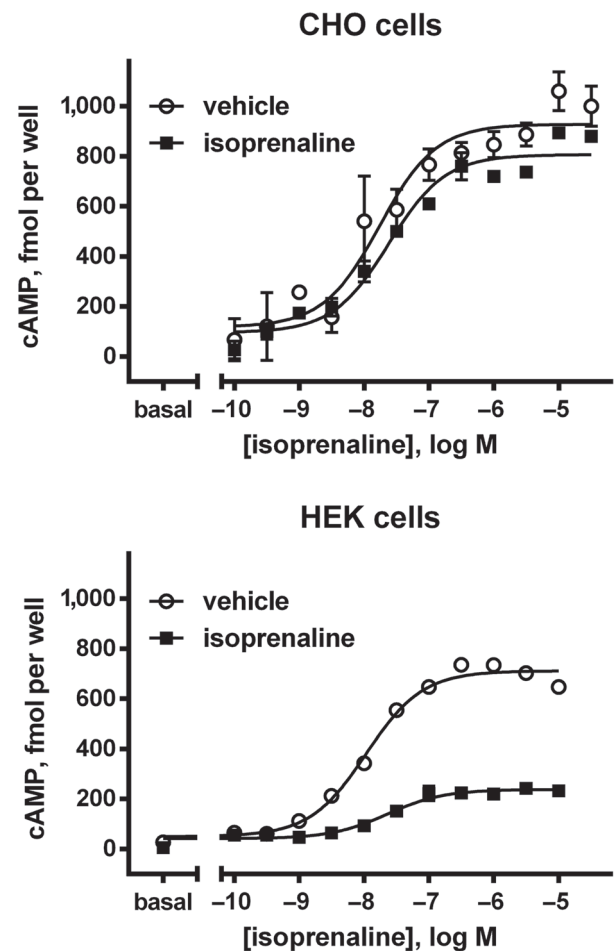 CHO cells
cAMP, fmol per well
1,000
800
600
400
200
0
vehicle
isoprenaline
basal –10 –9 –8 –7 –6 –5
[isoprenaline], log M
HEK cells
cAMP, fmol per well
1,000
800
600
400
200
0
vehicle
isoprenaline
basal –10 –9 –8 –7 –6 –5
[isoprenaline], log M